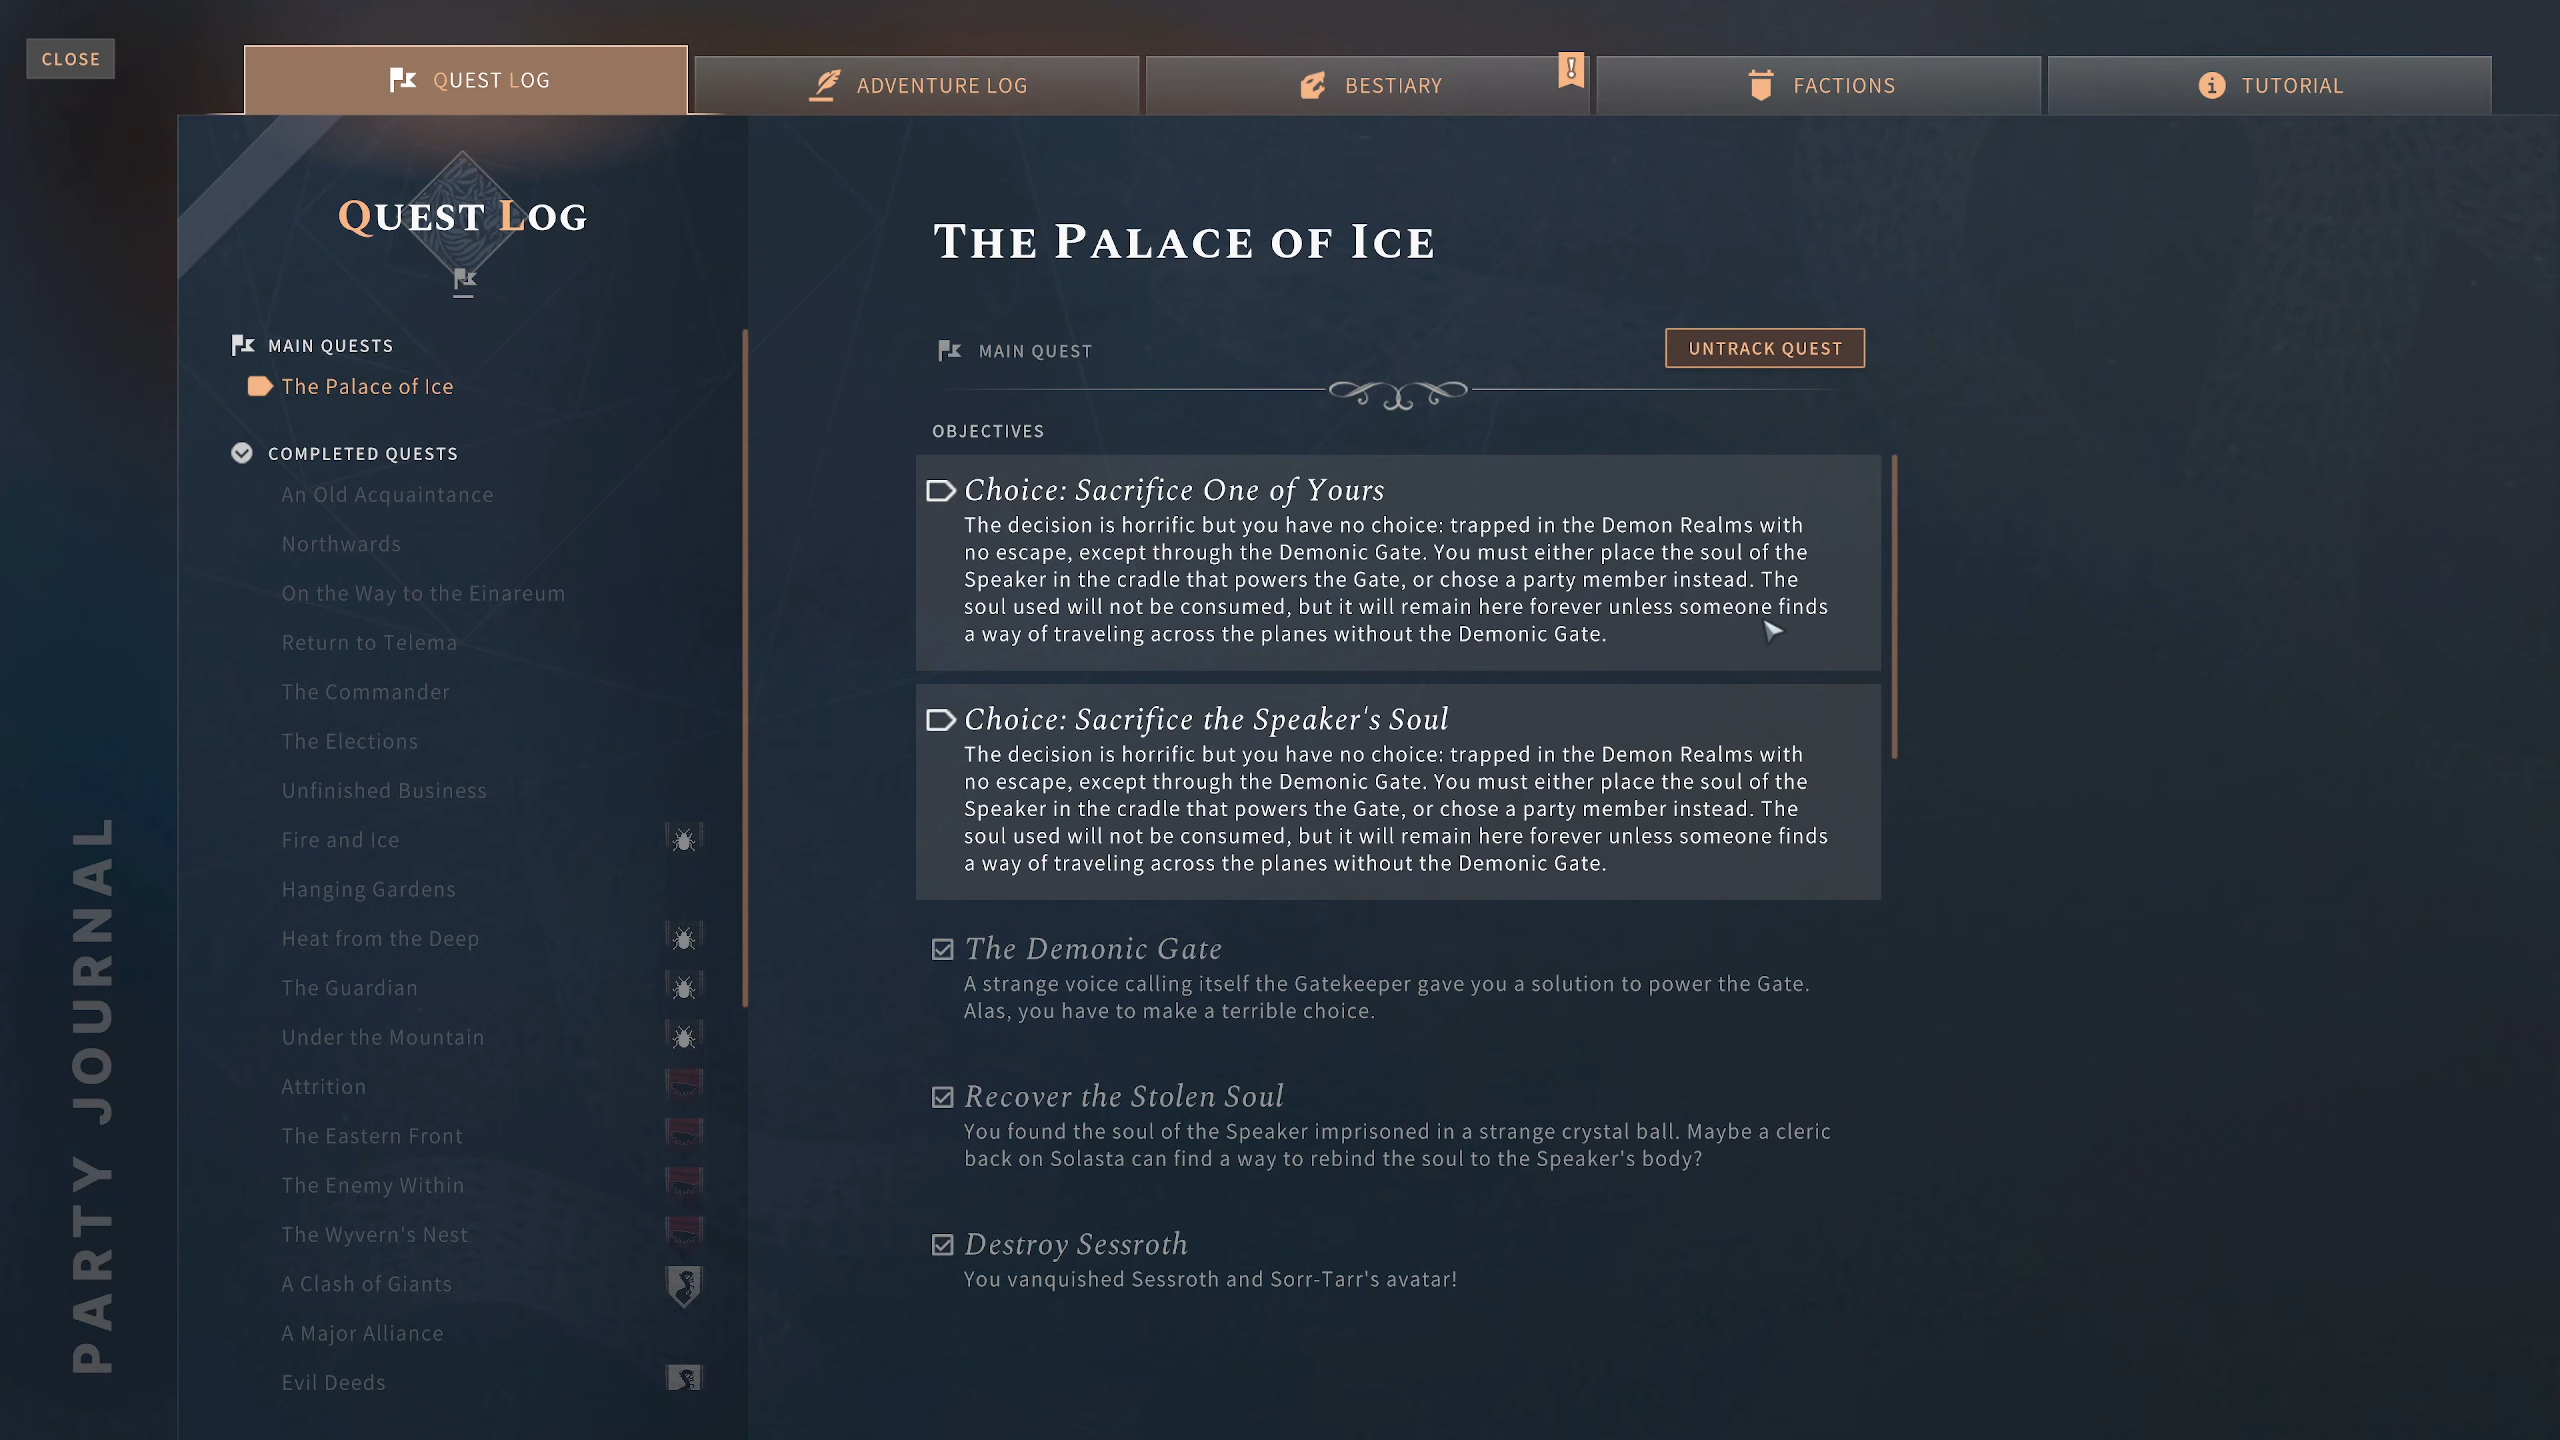 CLOSE
QUEST LOG
ADVENTURE LOG
BESTIARY
FACTIONS
TUTORIAL
QUEST LOG
MAIN QUESTS
The Palace of Ice
COMPLETED QUESTS
An Old Acquaintance
Northwards
On the Way to the Einareum
Return to Telema
The Commander
The Elections
Unfinished Business
Fire and Ice
Hanging Gardens
Heat from the Deep
The Guardian
Under the Mountain
Attrition
The Eastern Front
The Enemy Within
The Wyvern's Nest
A Clash of Giants
A Major Alliance
Evil Deeds
PARTY JOURNAL
THE PALACE OF ICE
MAIN QUEST
UNTRACK QUEST
OBJECTIVES
Choice: Sacrifice One of Yours
The decision is horrific but you have no choice: trapped in the Demon Realms with
no escape, except through the Demonic Gate. You must either place the soul of the
Speaker in the cradle that powers the Gate, or chose a party member instead. The
soul used will not be consumed, but it will remain here forever unless someone finds
a way of traveling across the planes without the Demonic Gate.
Choice: Sacrifice the Speaker's Soul
The decision is horrific but you have no choice: trapped in the Demon Realms with
no escape, except through the Demonic Gate. You must either place the soul of the
Speaker in the cradle that powers the Gate, or chose a party member instead. The
soul used will not be consumed, but it will remain here forever unless someone finds
a way of traveling across the planes without the Demonic Gate.
The Demonic Gate
A strange voice calling itself the Gatekeeper gave you a solution to power the Gate.
Alas, you have to make a terrible choice.
Recover the Stolen Soul
You found the soul of the Speaker imprisoned in a strange crystal ball. Maybe a cleric
back on Solasta can find a way to rebind the soul to the Speaker's body?
Destroy Sessroth
You vanquished Sessroth and Sorr-Tarr's avatar!